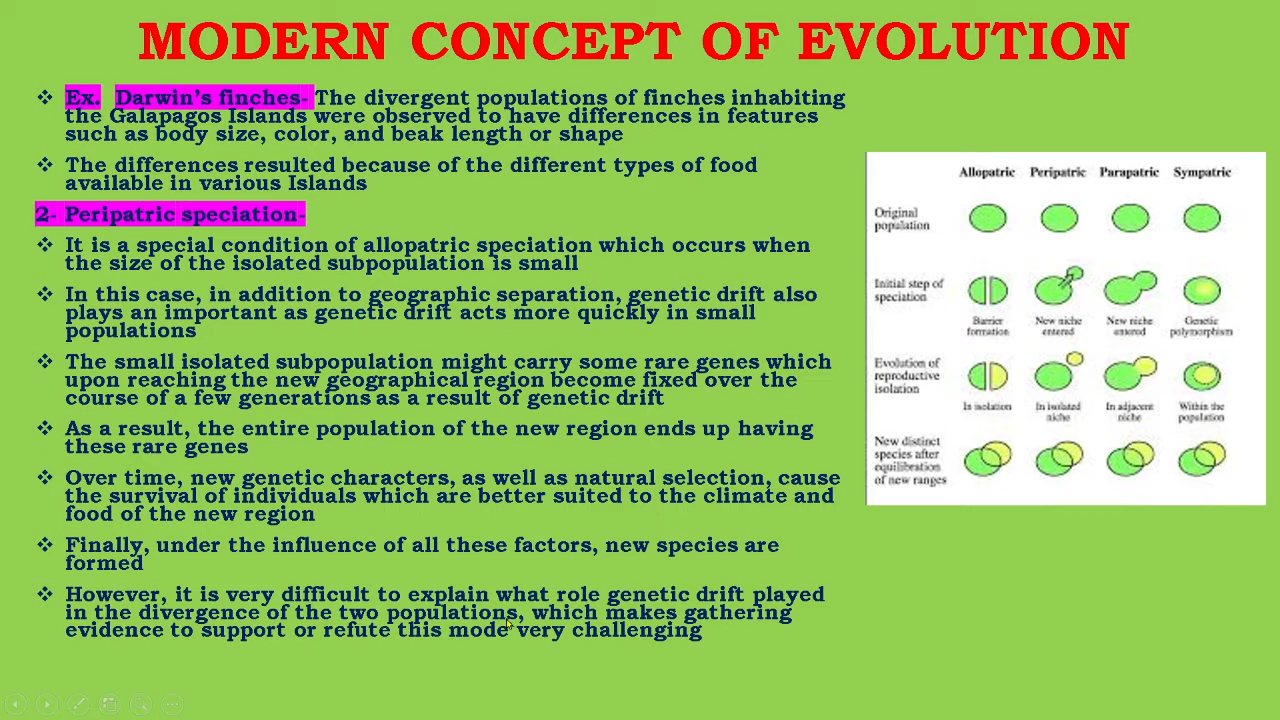 MODERN CONCEPT OF EVOLUTION
❖ Ex. Darwin's finches- The divergent populations of finches inhabiting
the Galapagos Islands were observed to have differences in features
such as body size, color, and beak length or shape
❖ The differences resulted because of the different types of food
available in various Islands
2- Peripatric speciation-
❖ It is a special condition of allopatric speciation which occurs when
the size of the isolated subpopulation is small
❖ In this case, in addition to geographic separation, genetic drift also
plays an important as genetic drift acts more quickly in small
populations
❖ The small isolated subpopulation might carry some rare genes which
upon reaching the new geographical region become fixed over the
course of a few generations as a result of genetic drift
❖ As a result, the entire population of the new region ends up having
these rare genes
❖ Over time, new genetic characters, as well as natural selection, cause
the survival of individuals which are better suited to the climate and
food of the new region
❖ Finally, under the influence of all these factors, new species are
formed
❖ However, it is very difficult to explain what role genetic drift played
in the divergence of the two populations, which makes gathering
evidence to support or refute this mode very challenging
Allopatric Peripatric Parapatric Sympatric
Original
population
Initial step of
speciation
Barrier
formation
New niche
entered
New niche
entered
Genetic
polymorphism
Evolution of
reproductive
isolation
In isolation
In isolated
niche
In adjacent
niche
Within the
population
New distinct
species after
equilibration
of new ranges